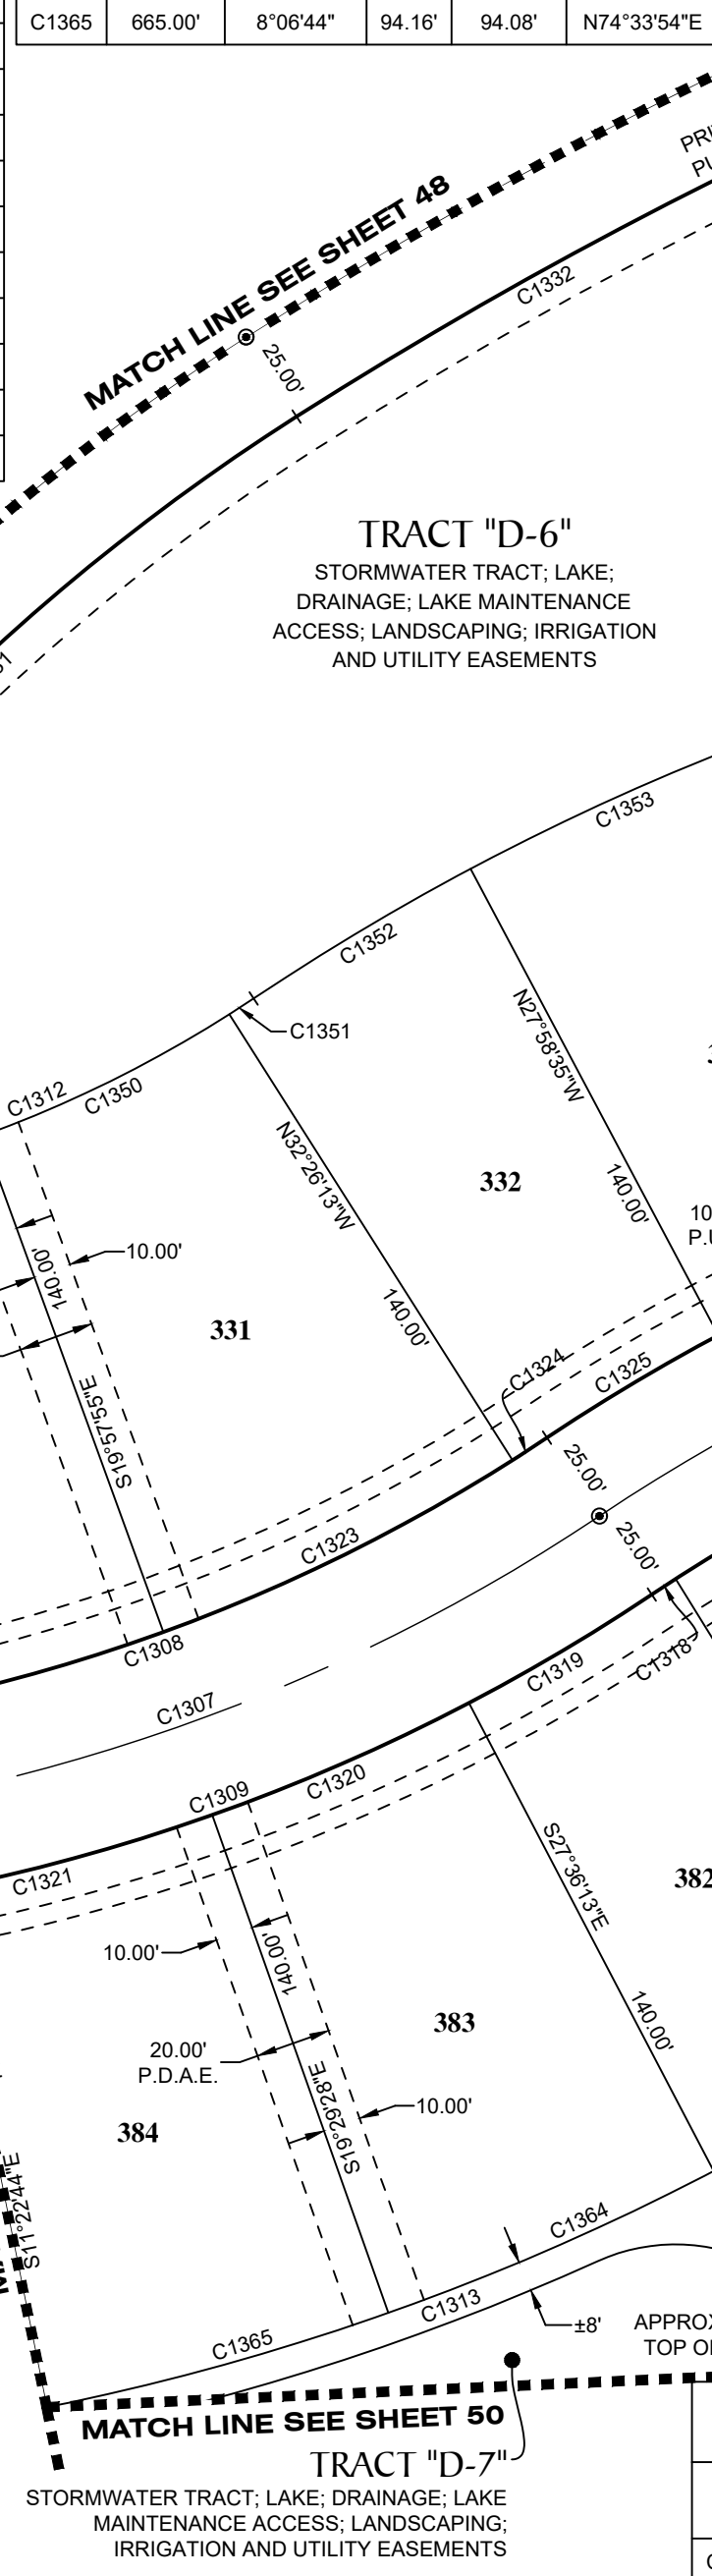 C1365 665.00' 8°06'44" 94.16' 94.08' N74°33'54"E
MATCH LINE SEE SHEET 48
25.00'
C1332
TRACT "D-6"
STORMWATER TRACT; LAKE;
DRAINAGE; LAKE MAINTENANCE
ACCESS; LANDSCAPING; IRRIGATION
AND UTILITY EASEMENTS
C1353
C1352
C1351
C1312
C1350
N27°58'35"W
140.00'
N32°26'13"W
140.00'
332
10.00'
140.00'
S19°57'55"E
331
C1324
C1325
25.00'
25.00'
C1323
C1308
C1307
C1319
C1318
C1309
C1320
C1321
S27°36'13"E
140.00'
382
10.00'
140.00'
20.00'
P.D.A.E.
383
S19°29'28"E
10.00'
384
S11°22'44"E
C1364
C1313
C1365
±8'
APPROX
TOP O
MATCH LINE SEE SHEET 50
TRACT "D-7"
STORMWATER TRACT; LAKE; DRAINAGE; LAKE
MAINTENANCE ACCESS; LANDSCAPING;
IRRIGATION AND UTILITY EASEMENTS